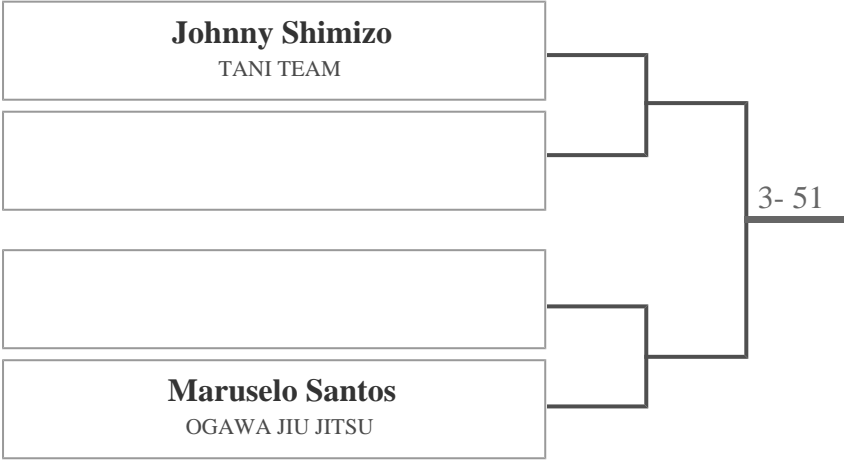 Johnny Shimizo
TANI TEAM
3- 51
Maruselo Santos
OGAWA JIU JITSU